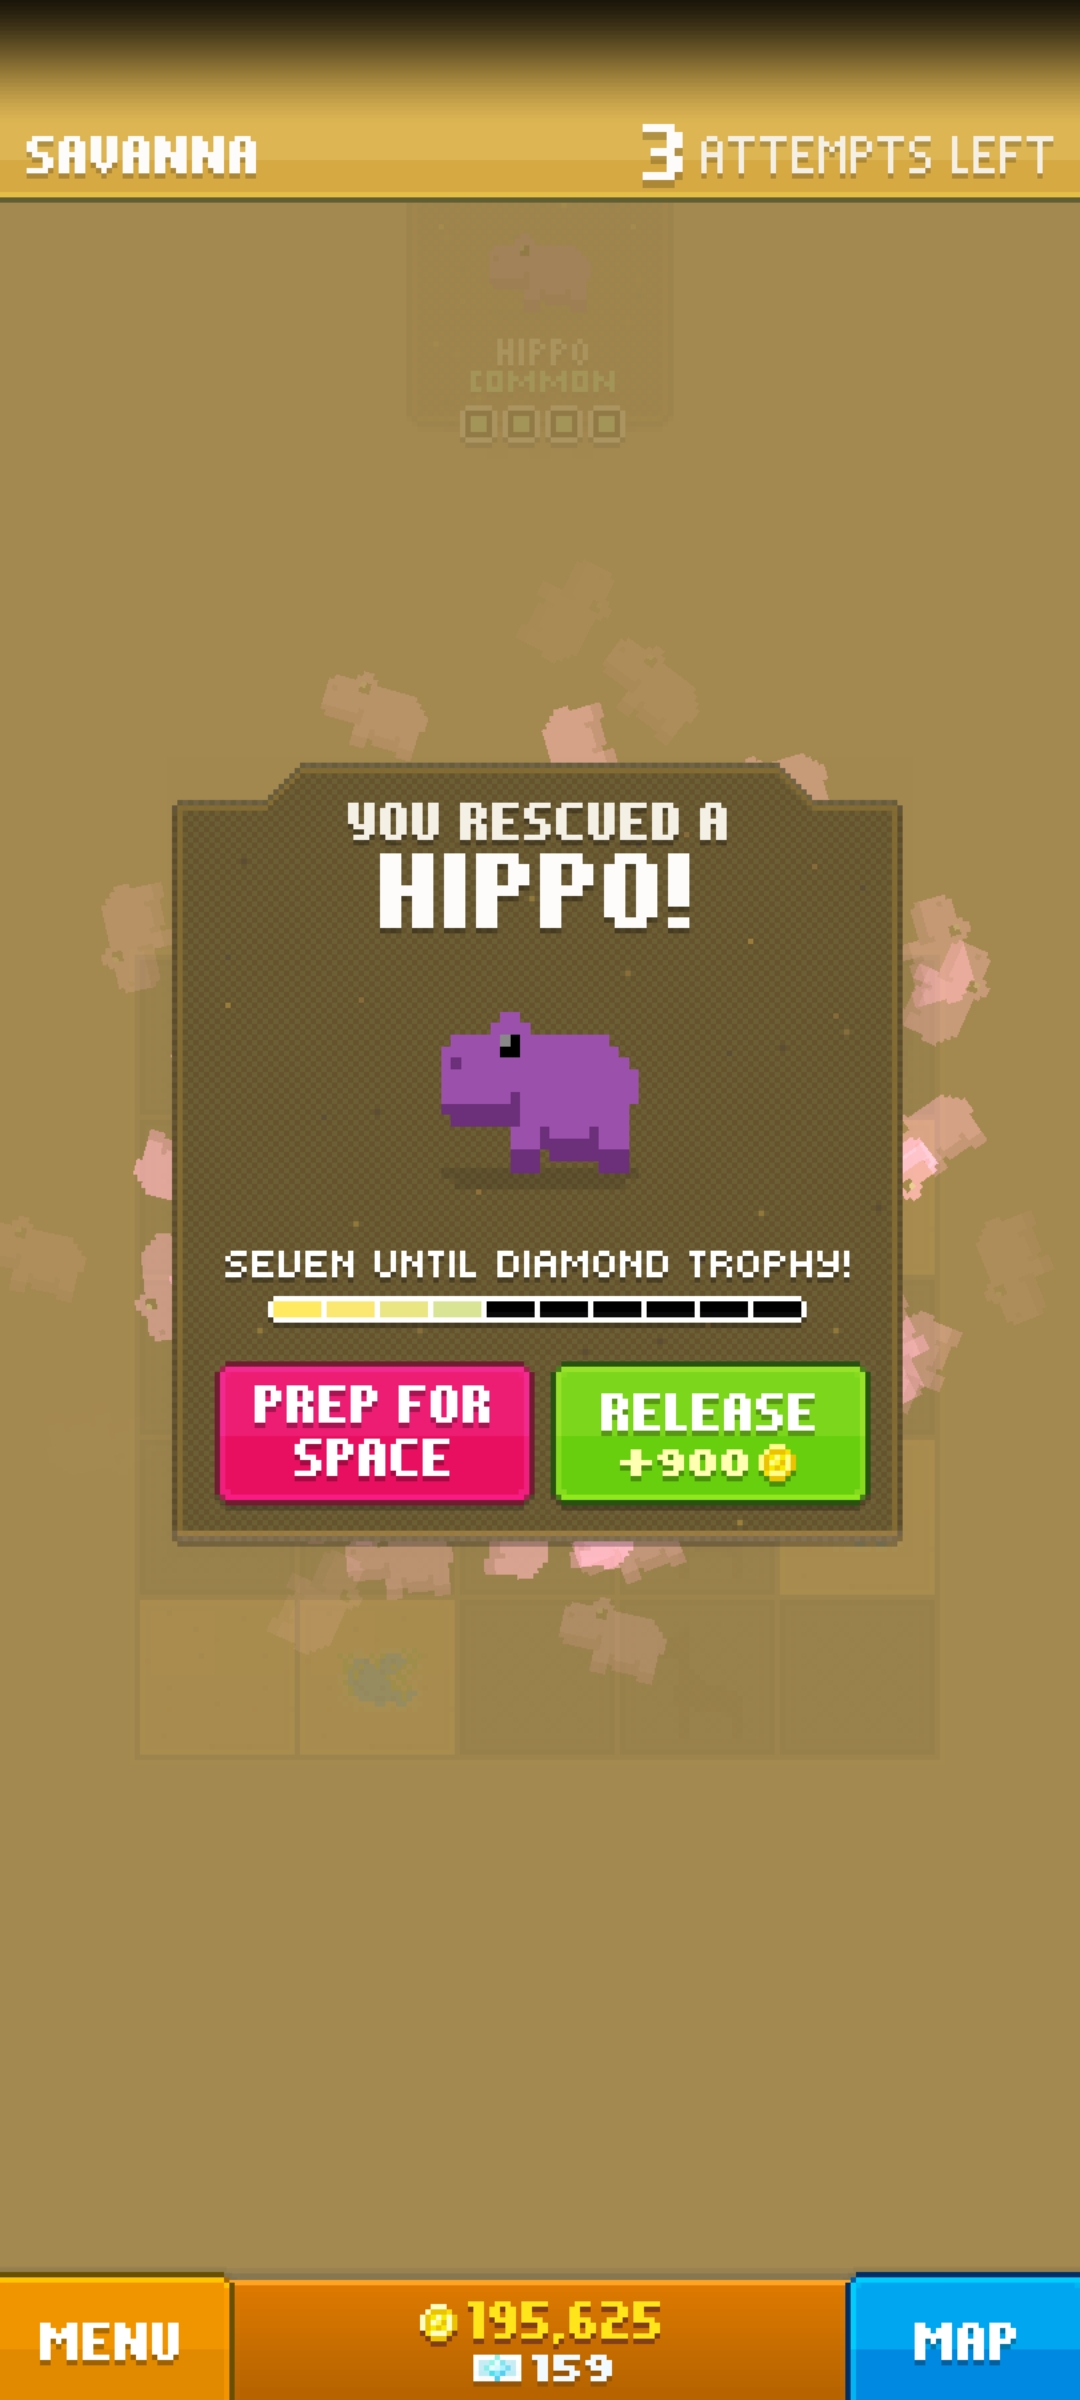 SAVANNA
3 ATTEMPTS LEFT
HIPPO
COMMON
YOU RESCUED A
HIPPO!
SEVEN UNTIL DIAMOND TROPHY!
PREP FOR
SPACE
RELEASE
+900
MENU
195,625
159
MAP